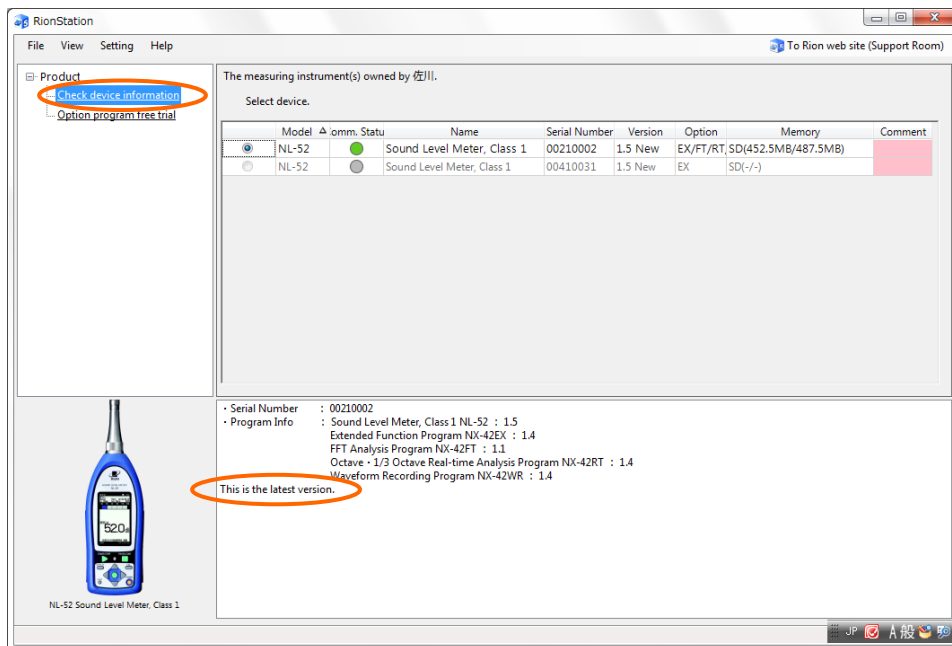 RionStation
File View Setting Help To Rion web site (Support Room)
Product
Check device information
Option program free trial
The measuring instrument(s) owned by 佐川.
Select device.
Model Comm. Statu Name Serial Number Version Option Memory Comment
NL-52 Sound Level Meter, Class 1 00210002 1.5 New EX/FT/RT, SD(452.5MB/487.5MB)
NL-52 Sound Level Meter, Class 1 00410031 1.5 New EX SD(-/-)
・Serial Number : 00210002
・Program Info : Sound Level Meter, Class 1 NL-52 : 1.5
Extended Function Program NX-42EX : 1.4
FFT Analysis Program NX-42FT : 1.1
Octave・1/3 Octave Real-time Analysis Program NX-42RT : 1.4
Waveform Recording Program NX-42WR : 1.4
This is the latest version.
52.0
NL-52 Sound Level Meter, Class 1
JP A 般